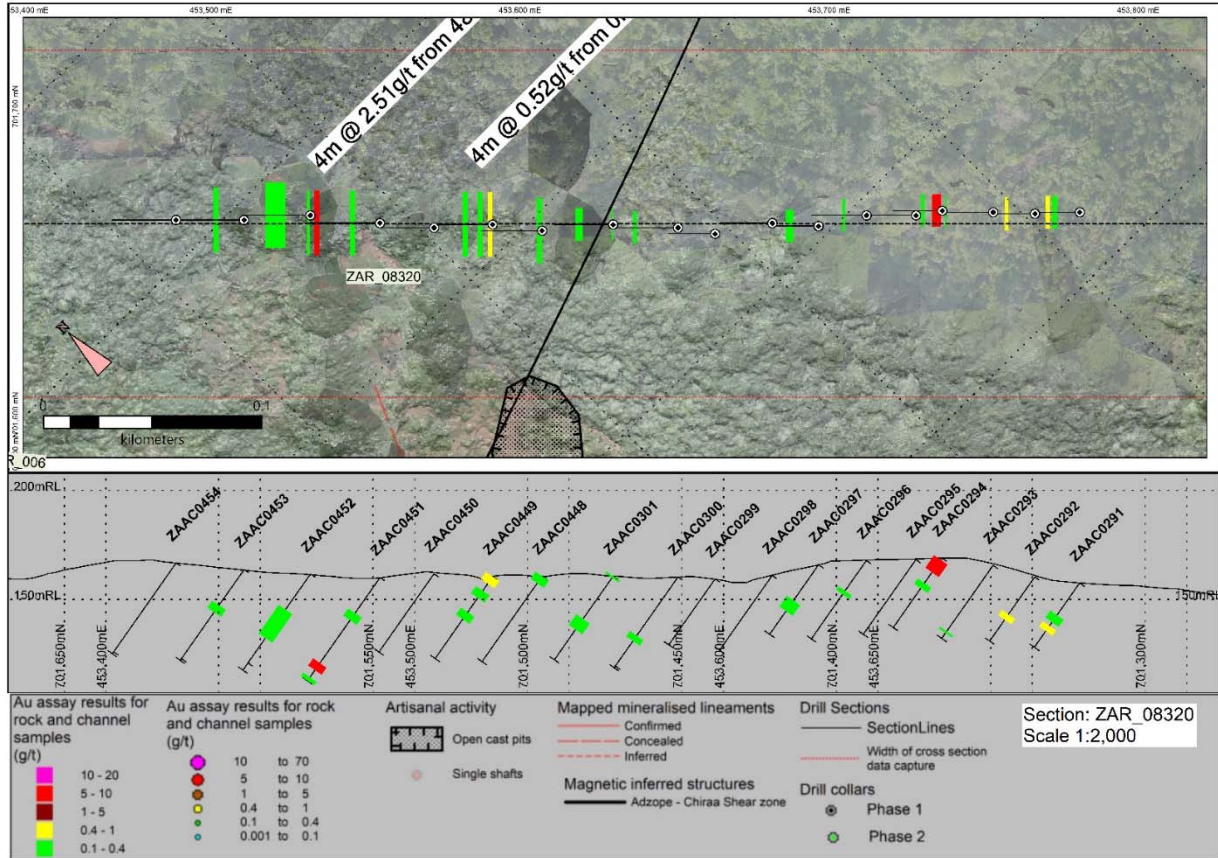 453,400 mE
453,500 mE
453,600 mE
453,700 mE
453,800 mE
701,700 mN
4m @ 2.51g/t from 48
4m @ 0.52g/t from 0
ZAR_08320
N
0
0.1
kilometers
701,600 mN
R_006
200mRL
150mRL
150mRL
ZAAC0454
ZAAC0453
ZAAC0452
ZAAC0451
ZAAC0450
ZAAC0449
ZAAC0448
ZAAC0301
ZAAC0300
ZAAC0299
ZAAC0298
ZAAC0297
ZAAC0296
ZAAC0295
ZAAC0294
ZAAC0293
ZAAC0292
ZAAC0291
701,650mN
453,400mE
701,550mN
453,500mE
701,500mN
701,450mN
453,600mE
701,400mN
453,650mE
701,300mN
Au assay results for
rock and channel
samples
(g/t)
10 - 20
5 - 10
1 - 5
0.4 - 1
0.1 - 0.4
Au assay results for rock
and channel samples
(g/t)
10 to 70
5 to 10
1 to 5
0.4 to 1
0.1 to 0.4
0.001 to 0.1
Artisanal activity
Open cast pits
Single shafts
Mapped mineralised lineaments
Confirmed
Concealed
Inferred
Magnetic inferred structures
Adzope - Chiraa Shear zone
Drill Sections
SectionLines
Width of cross section
data capture
Drill collars
Phase 1
Phase 2
Section: ZAR_08320
Scale 1:2,000